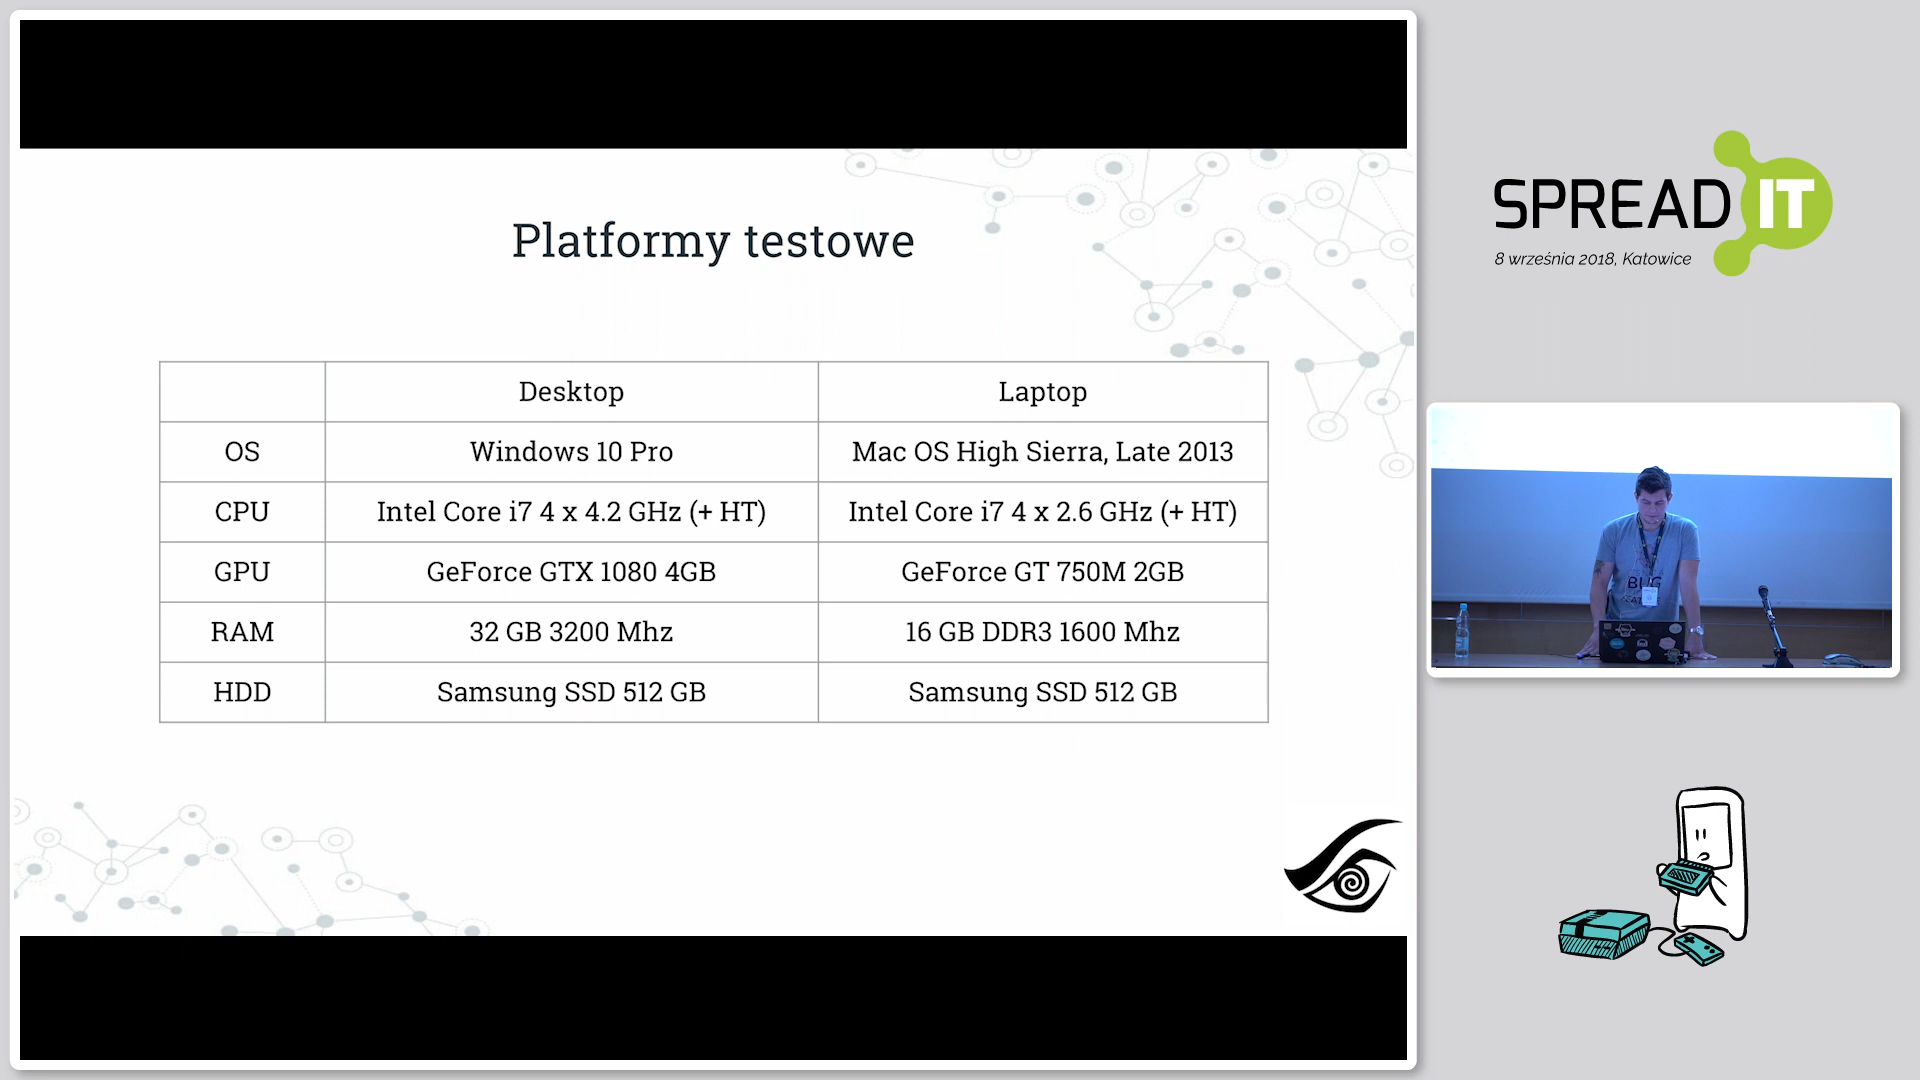 Platformy testowe
Desktop Laptop
OS Windows 10 Pro Mac OS High Sierra, Late 2013
CPU Intel Core i7 4 x 4.2 GHz (+ HT) Intel Core i7 4 x 2.6 GHz (+ HT)
GPU GeForce GTX 1080 4GB GeForce GT 750M 2GB
RAM 32 GB 3200 Mhz 16 GB DDR3 1600 Mhz
HDD Samsung SSD 512 GB Samsung SSD 512 GB
SPREAD IT
8 września 2018, Katowice
BUG